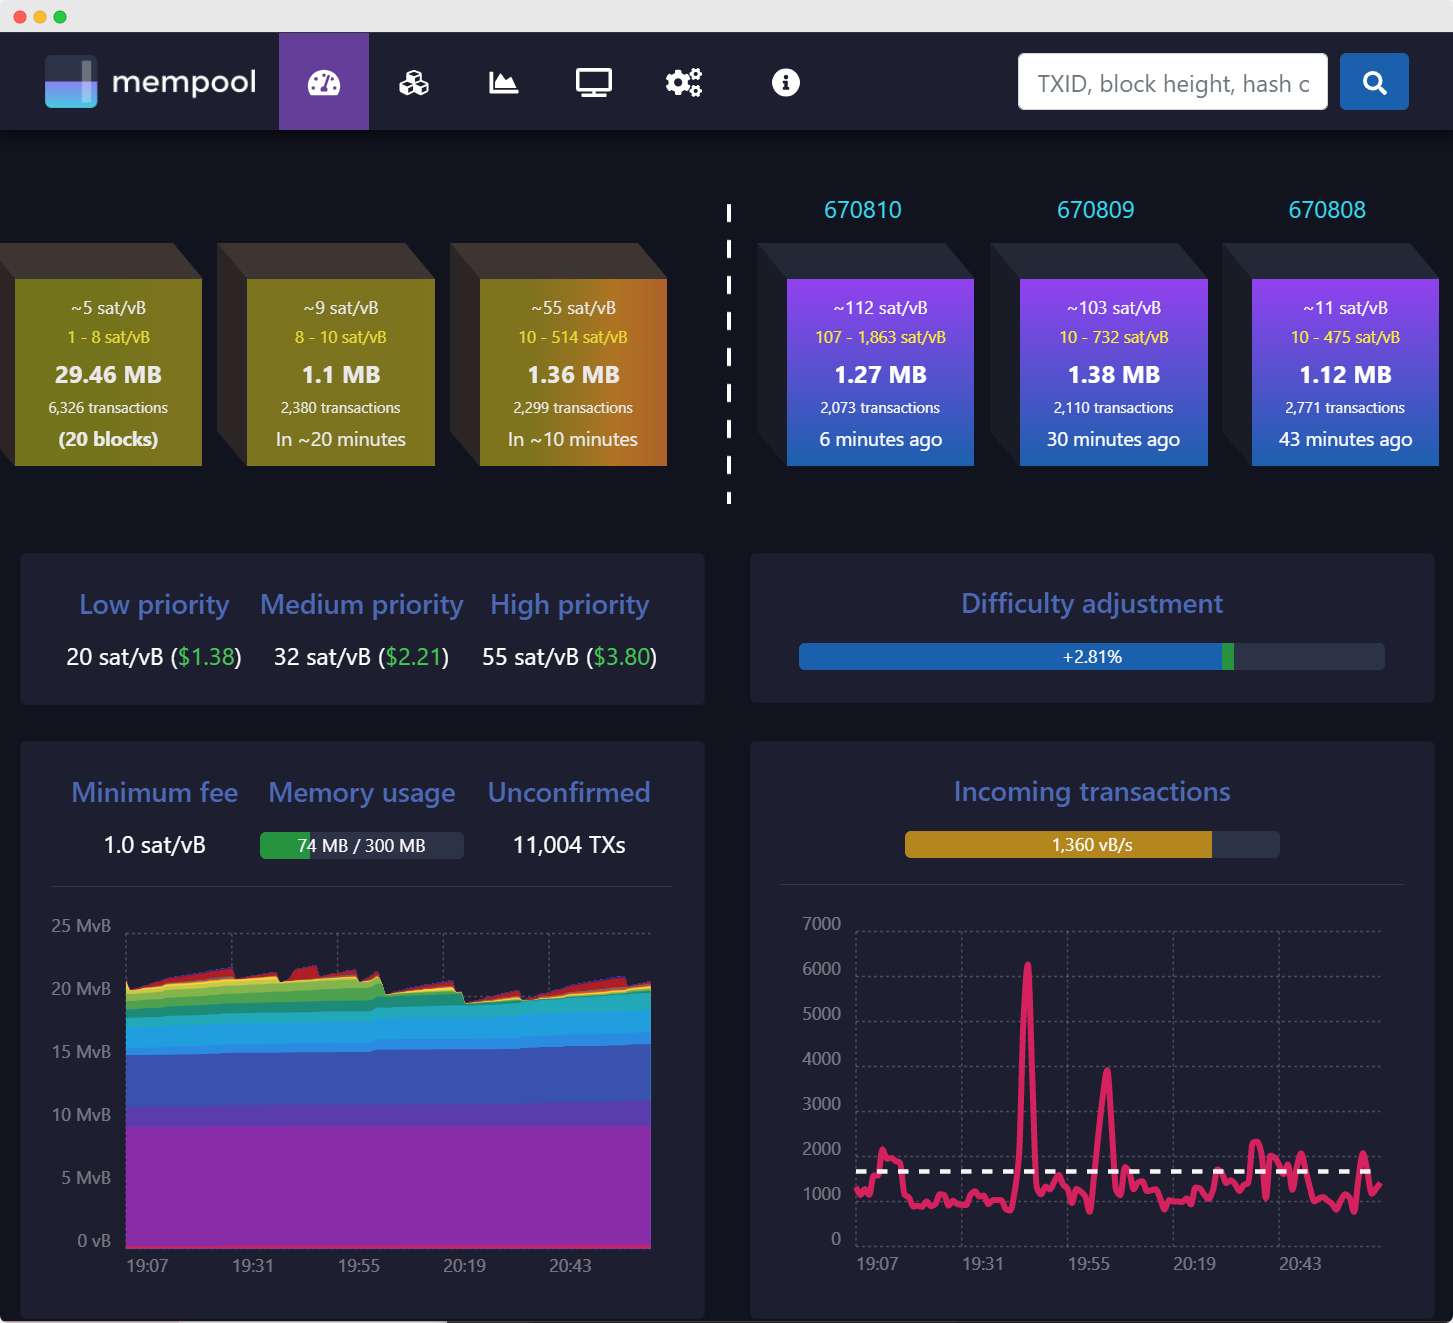 mempool
TXID, block height, hash c
670810
670809
670808
~5 sat/vB
1 - 8 sat/vB
29.46 MB
6,326 transactions
(20 blocks)
~9 sat/vB
8 - 10 sat/vB
1.1 MB
2,380 transactions
In ~20 minutes
~55 sat/vB
10 - 514 sat/vB
1.36 MB
2,299 transactions
In ~10 minutes
~112 sat/vB
107 - 1,863 sat/vB
1.27 MB
2,073 transactions
6 minutes ago
~103 sat/vB
10 - 732 sat/vB
1.38 MB
2,110 transactions
30 minutes ago
~11 sat/vB
10 - 475 sat/vB
1.12 MB
2,771 transactions
43 minutes ago
Low priority
20 sat/vB ($1.38)
Medium priority
32 sat/vB ($2.21)
High priority
55 sat/vB ($3.80)
Difficulty adjustment
+2.81%
Minimum fee
1.0 sat/vB
Memory usage
74 MB / 300 MB
Unconfirmed
11,004 TXs
25 MvB
20 MvB
15 MvB
10 MvB
5 MvB
0 vB
19:07
19:31
19:55
20:19
20:43
Incoming transactions
1,360 vB/s
7000
6000
5000
4000
3000
2000
1000
0
19:07
19:31
19:55
20:19
20:43